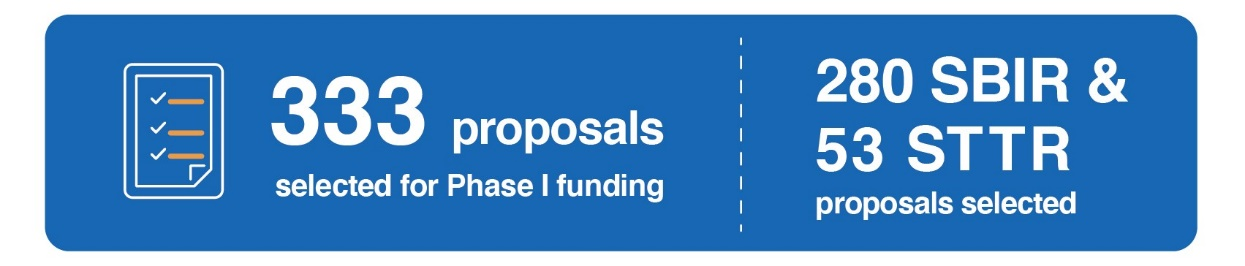 333 proposals
selected for Phase I funding
280 SBIR &
53 STTR
proposals selected